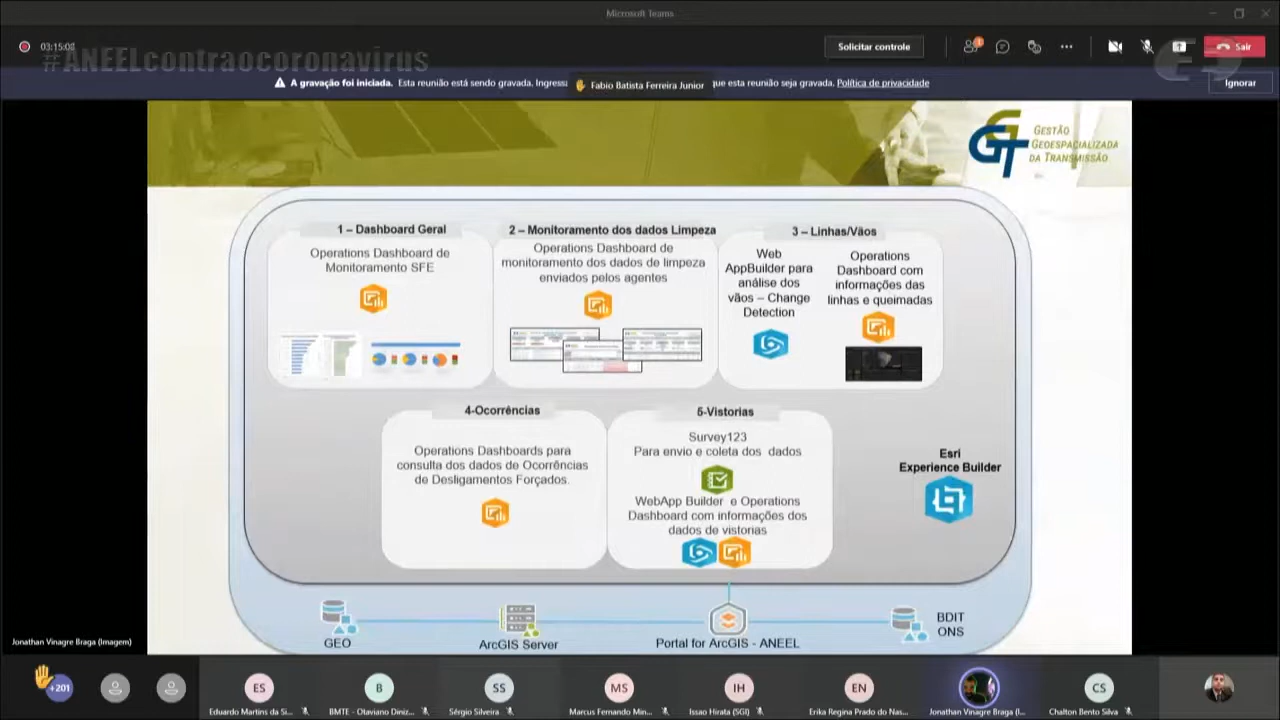 Microsoft Teams
03:15:08
#ANEELcontraocoronavirus
Solicitar controle
Sair
A gravação foi iniciada. Esta reunião está sendo gravada. Ingress
Fabio Batista Ferreira Junior
que esta reunião seja gravada. Política de privacidade
Ignorar
GGT
GESTÃO
GEOESPACIALIZADA
DA TRANSMISSÃO
1 – Dashboard Geral
Operations Dashboard de
Monitoramento SFE
2 – Monitoramento dos dados Limpeza
Operations Dashboard de
monitoramento dos dados de limpeza
enviados pelos agentes
3 – Linhas/Vãos
Web
AppBuilder para
análise dos
vãos – Change
Detection
Operations
Dashboard com
informações das
linhas e queimadas
4-Ocorrências
Operations Dashboards para
consulta dos dados de Ocorrências
de Desligamentos Forçados.
5-Vistorias
Survey123
Para envio e coleta dos dados
WebApp Builder e Operations
Dashboard com informações dos
dados de vistorias
Esri
Experience Builder
GEO
ArcGIS Server
Portal for ArcGIS - ANEEL
BDIT
ONS
Jonathan Vinagre Braga (Imagem)
+201
ES
Eduardo Martins da Si...
B
BMTE - Otaviano Diniz...
SS
Sérgio Silveira
MS
Marcus Fernando Min...
IH
Issao Hirata (SGI)
EN
Erika Regina Prado do Nas...
Jonathan Vinagre Braga (I...
CS
Chalton Bento Silva